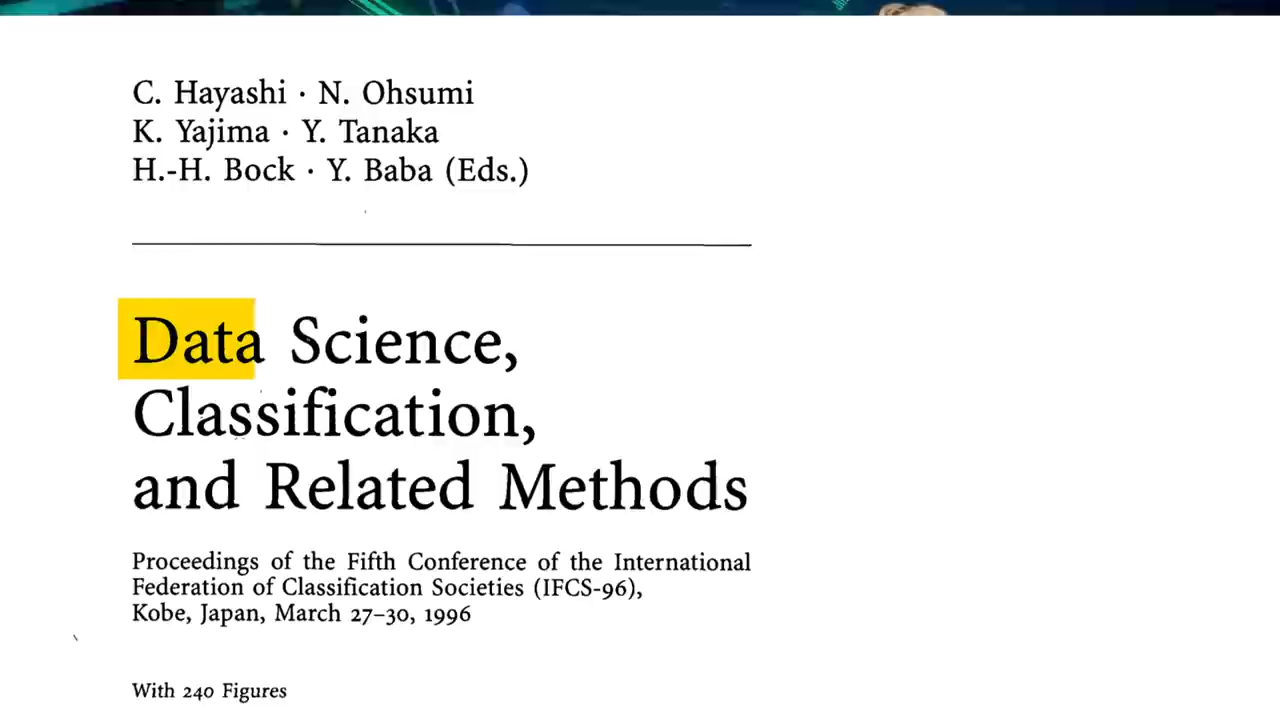 C. Hayashi · N. Ohsumi
K. Yajima · Y. Tanaka
H.-H. Bock · Y. Baba (Eds.)
Data Science,
Classification,
and Related Methods
Proceedings of the Fifth Conference of the International
Federation of Classification Societies (IFCS-96),
Kobe, Japan, March 27–30, 1996
With 240 Figures